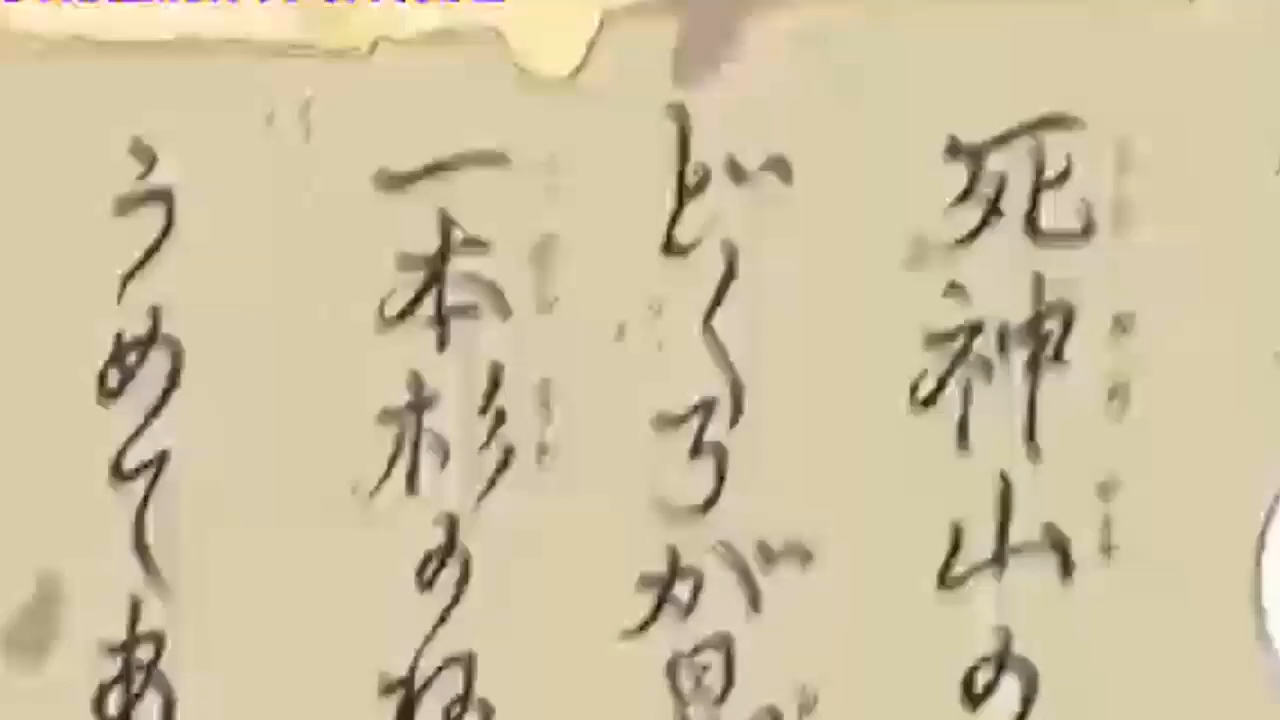 死神山の
どくろが
一本杉の
うめてあ